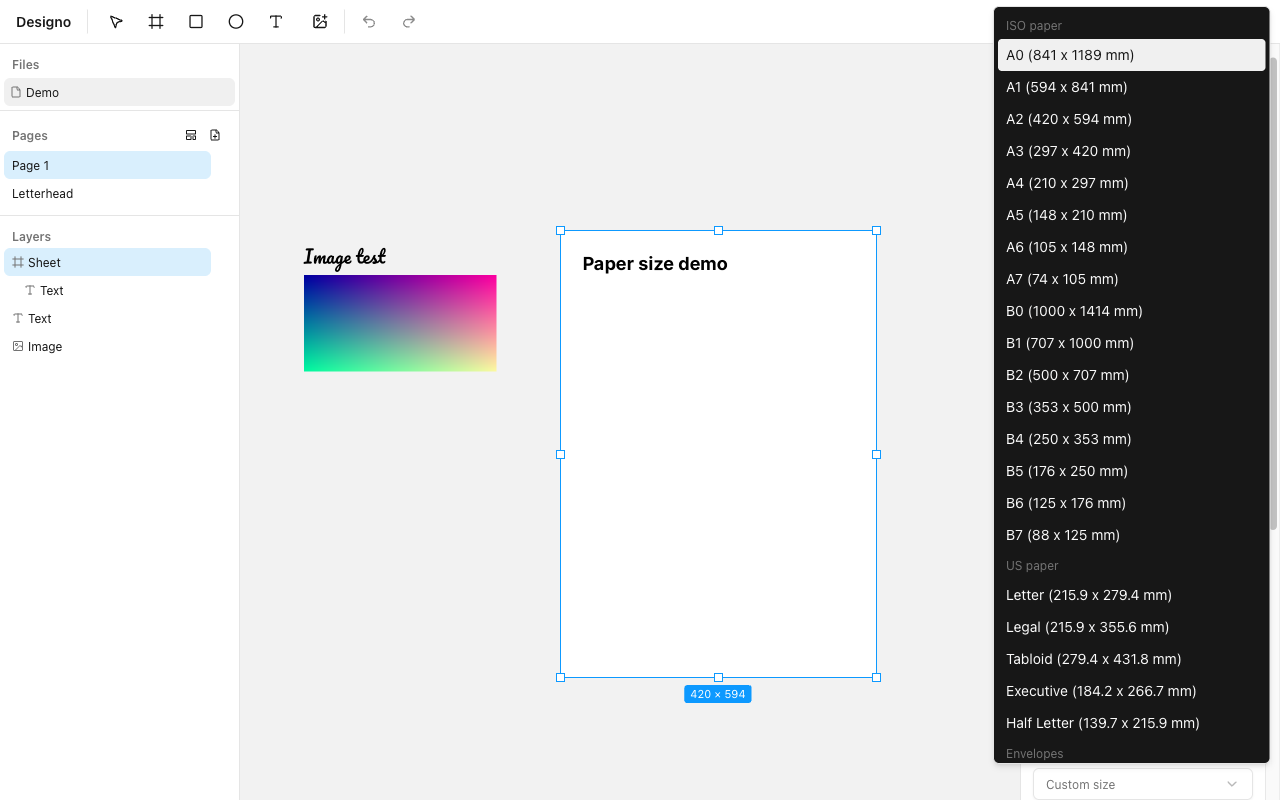 Designo
Files
Demo
Pages
Page 1
Letterhead
Layers
Sheet
Text
Text
Image
Image test
Paper size demo
420 × 594
ISO paper
A0 (841 x 1189 mm)
A1 (594 x 841 mm)
A2 (420 x 594 mm)
A3 (297 x 420 mm)
A4 (210 x 297 mm)
A5 (148 x 210 mm)
A6 (105 x 148 mm)
A7 (74 x 105 mm)
B0 (1000 x 1414 mm)
B1 (707 x 1000 mm)
B2 (500 x 707 mm)
B3 (353 x 500 mm)
B4 (250 x 353 mm)
B5 (176 x 250 mm)
B6 (125 x 176 mm)
B7 (88 x 125 mm)
US paper
Letter (215.9 x 279.4 mm)
Legal (215.9 x 355.6 mm)
Tabloid (279.4 x 431.8 mm)
Executive (184.2 x 266.7 mm)
Half Letter (139.7 x 215.9 mm)
Envelopes
Custom size